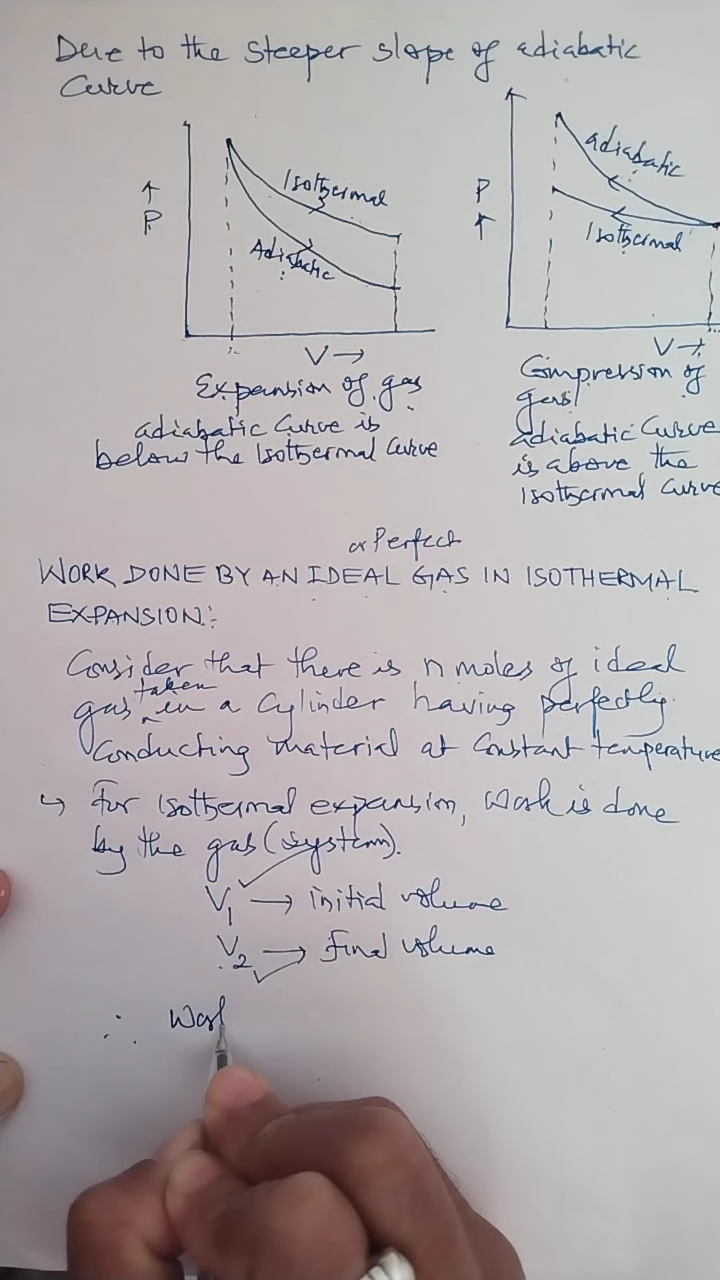 Due to the steeper slope of adiabatic
Curve
↑
P
Isothermal
Adiabatic
V →
Expansion of gas
adiabatic Curve is
below the Isothermal Curve
P
↑
adiabatic
Isothermal
V →
Compression of
gas
adiabatic Curve
is above the
Isothermal Curve
or Perfect
WORK DONE BY AN IDEAL GAS IN ISOTHERMAL
EXPANSION:
Consider that there is n moles of ideal
gas taken in a Cylinder having perfectly
Conducting material at Constant temperature
↳ For Isothermal expansion, Work is done
by the gas (system).
V₁ → initial volume
V₂ → final volume
∴ Wor